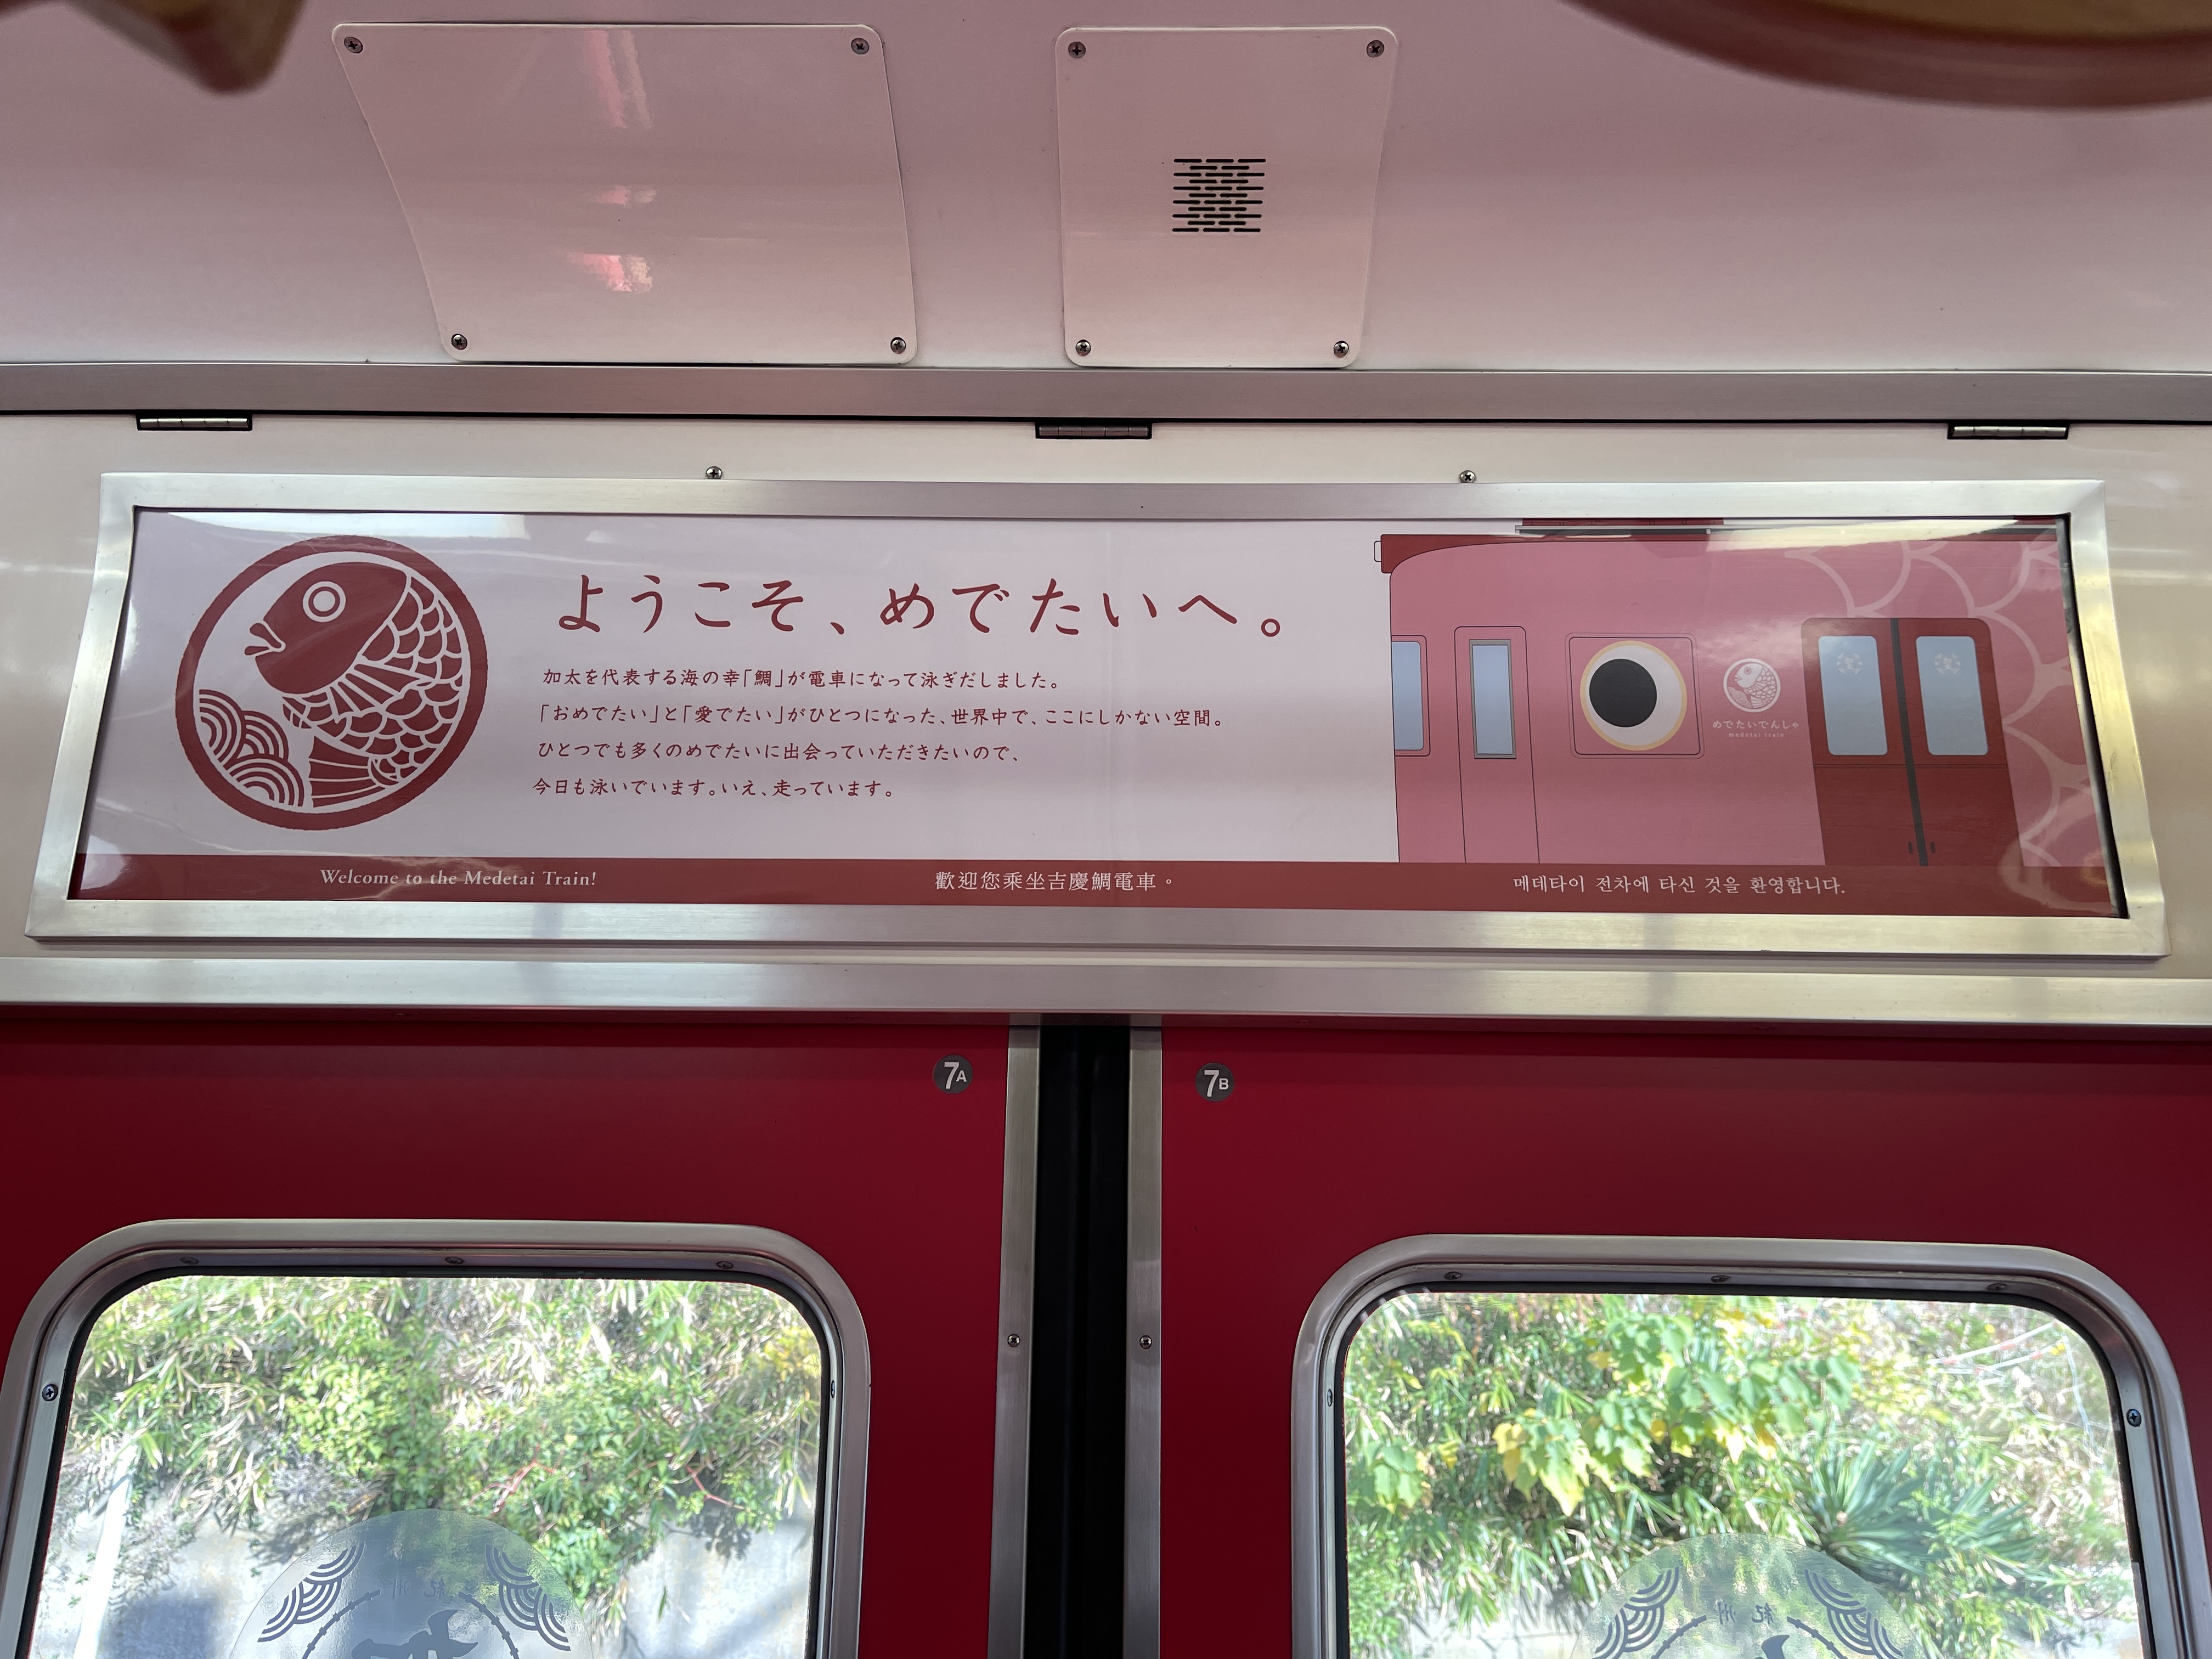 ようこそ、めでたいへ。
加太を代表する海の幸「鯛」が電車になって泳ぎだしました。
「おめでたい」と「愛でたい」がひとつになった、世界中で、ここにしかない空間。
ひとつでも多くのめでたいに出会っていただきたいので、
今日も泳いでいます。いえ、走っています。
めでたいでんしゃ
medetai train
Welcome to the Medetai Train!
歡迎您乘坐吉慶鯛電車。
메데타이 전차에 타신 것을 환영합니다.
7A
7B
紀州
紀州